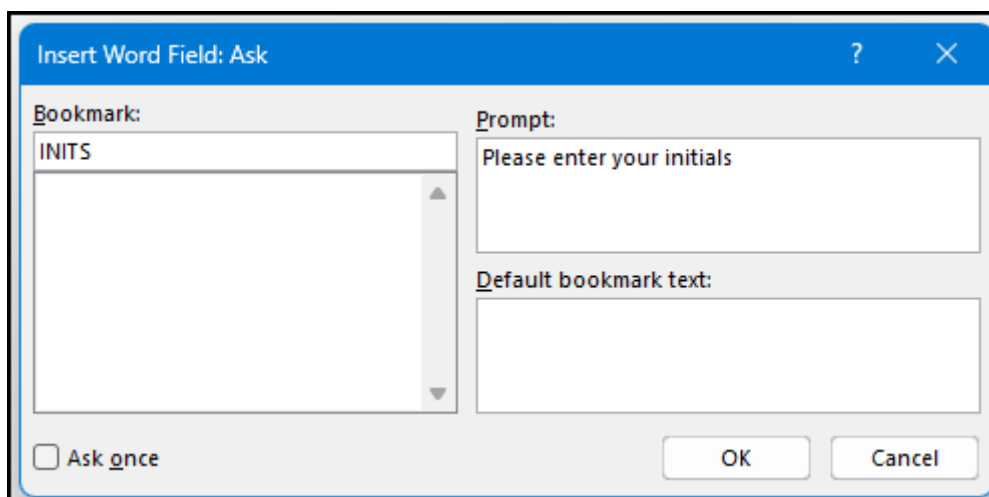 Insert Word Field: Ask ?
Bookmark:
INITS
Prompt:
Please enter your initials
Default bookmark text:
Ask once
OK
Cancel